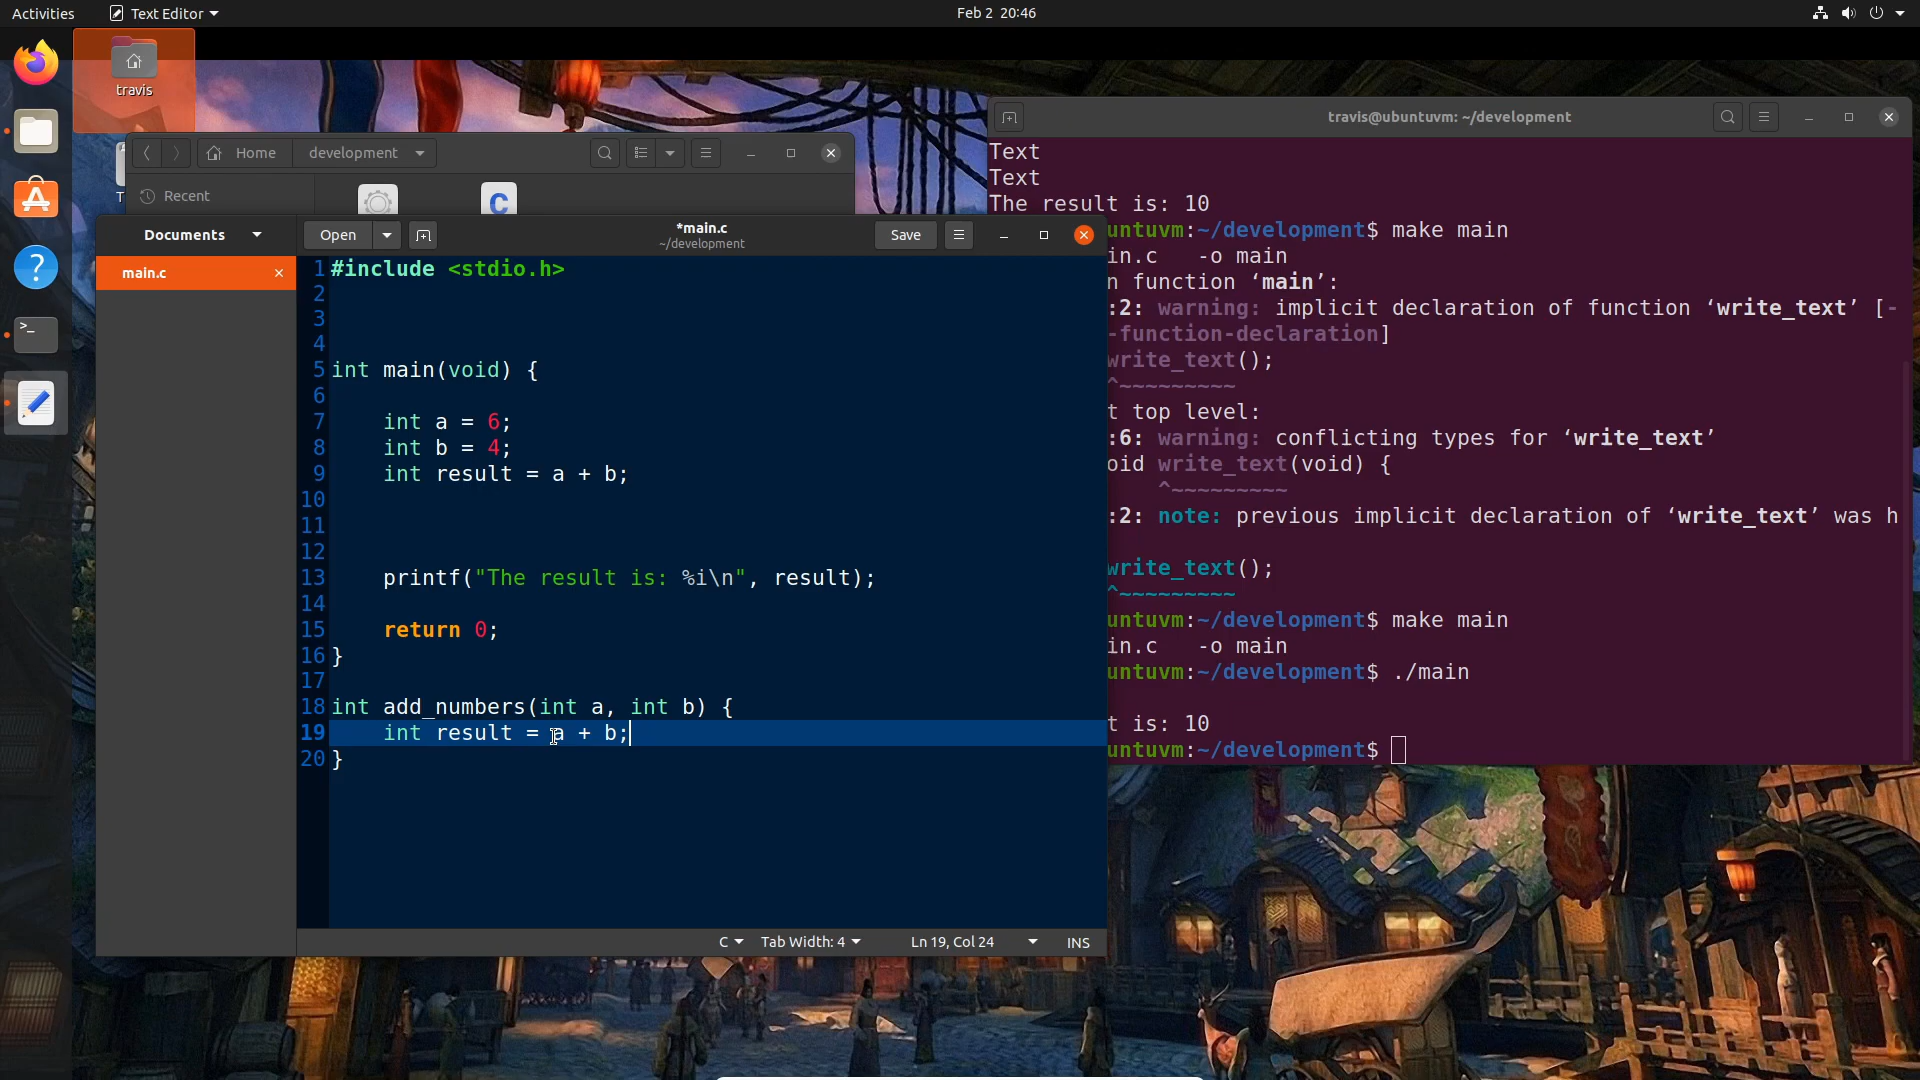 Activities
Text Editor
Feb 2 20:46
travis
T
Home
development
Recent
C
travis@ubuntuvm: ~/development
Text
Text
The result is: 10
untuvm:~/development$ make main
in.c   -o main
n function ‘main’:
:2: warning: implicit declaration of function ‘write_text’ [-
-function-declaration]
write_text();
^~~~~~~~~~
t top level:
:6: warning: conflicting types for ‘write_text’
oid write_text(void) {
^~~~~~~~~~
:2: note: previous implicit declaration of ‘write_text’ was h
write_text();
^~~~~~~~~~
untuvm:~/development$ make main
in.c   -o main
untuvm:~/development$ ./main
t is: 10
untuvm:~/development$
Documents
Open
*main.c
~/development
Save
main.c
1 #include <stdio.h>
2
3
4
5 int main(void) {
6
7     int a = 6;
8     int b = 4;
9     int result = a + b;
10
11
12
13     printf("The result is: %i\n", result);
14
15     return 0;
16 }
17
18 int add_numbers(int a, int b) {
19     int result = a + b;
20 }
C
Tab Width: 4
Ln 19, Col 24
INS